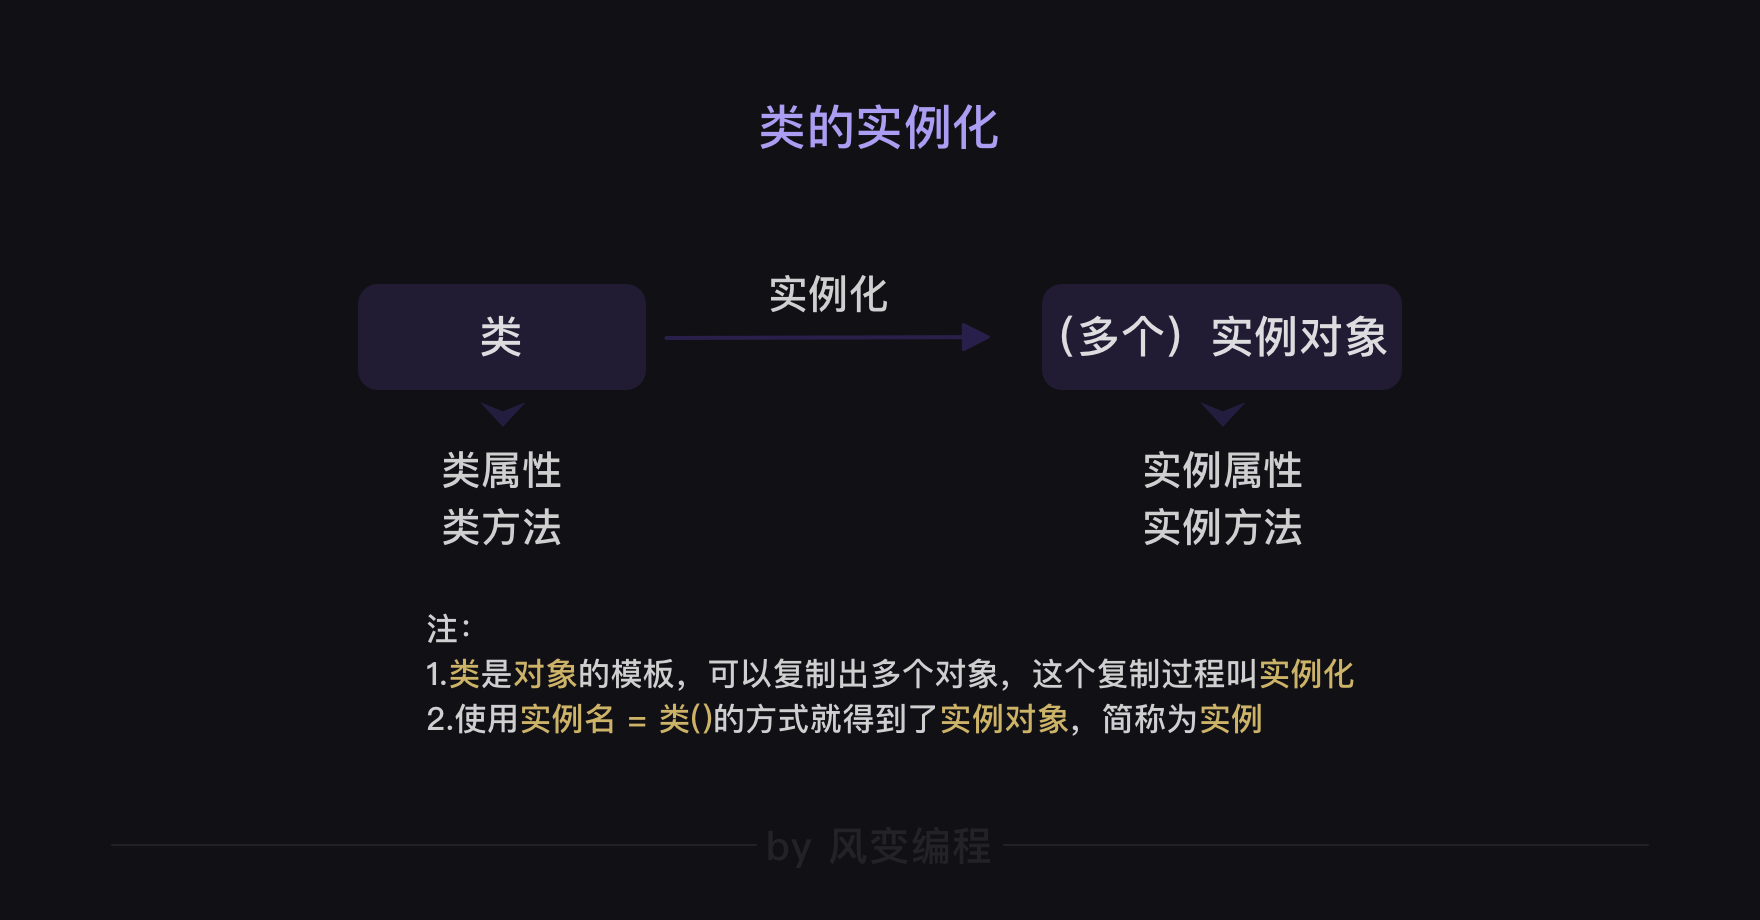 类的实例化
类
实例化
（多个）实例对象
类属性
类方法
实例属性
实例方法
注：
1.类是对象的模板，可以复制出多个对象，这个复制过程叫实例化
2.使用实例名 = 类()的方式就得到了实例对象，简称为实例
by 风变编程